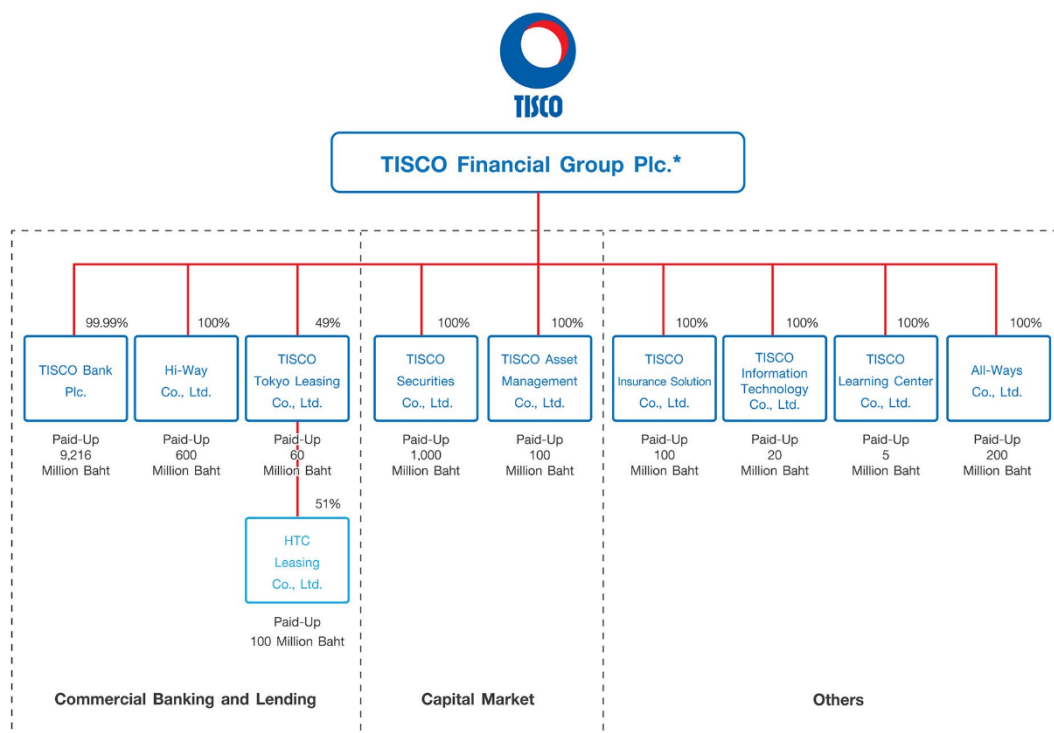 TISCO
TISCO Financial Group Plc.*
99.99%
100%
49%
100%
100%
100%
100%
100%
100%
TISCO Bank
Plc.
Hi-Way
Co., Ltd.
TISCO
Tokyo Leasing
Co., Ltd.
TISCO
Securities
Co., Ltd.
TISCO Asset
Management
Co., Ltd.
TISCO
Insurance Solution
Co., Ltd.
TISCO
Information
Technology
Co., Ltd.
TISCO
Learning Center
Co., Ltd.
All-Ways
Co., Ltd.
Paid-Up
9,216
Million Baht
Paid-Up
600
Million Baht
Paid-Up
60
Million Baht
Paid-Up
1,000
Million Baht
Paid-Up
100
Million Baht
Paid-Up
100
Million Baht
Paid-Up
20
Million Baht
Paid-Up
5
Million Baht
Paid-Up
200
Million Baht
51%
HTC
Leasing
Co., Ltd.
Paid-Up
100 Million Baht
Commercial Banking and Lending
Capital Market
Others